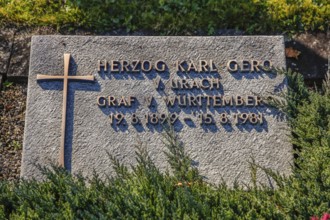 HERZOG KARL GERO
V. URACH
GRAF V. WÜRTTEMBERG
19.8.1899 - 15.8.1981